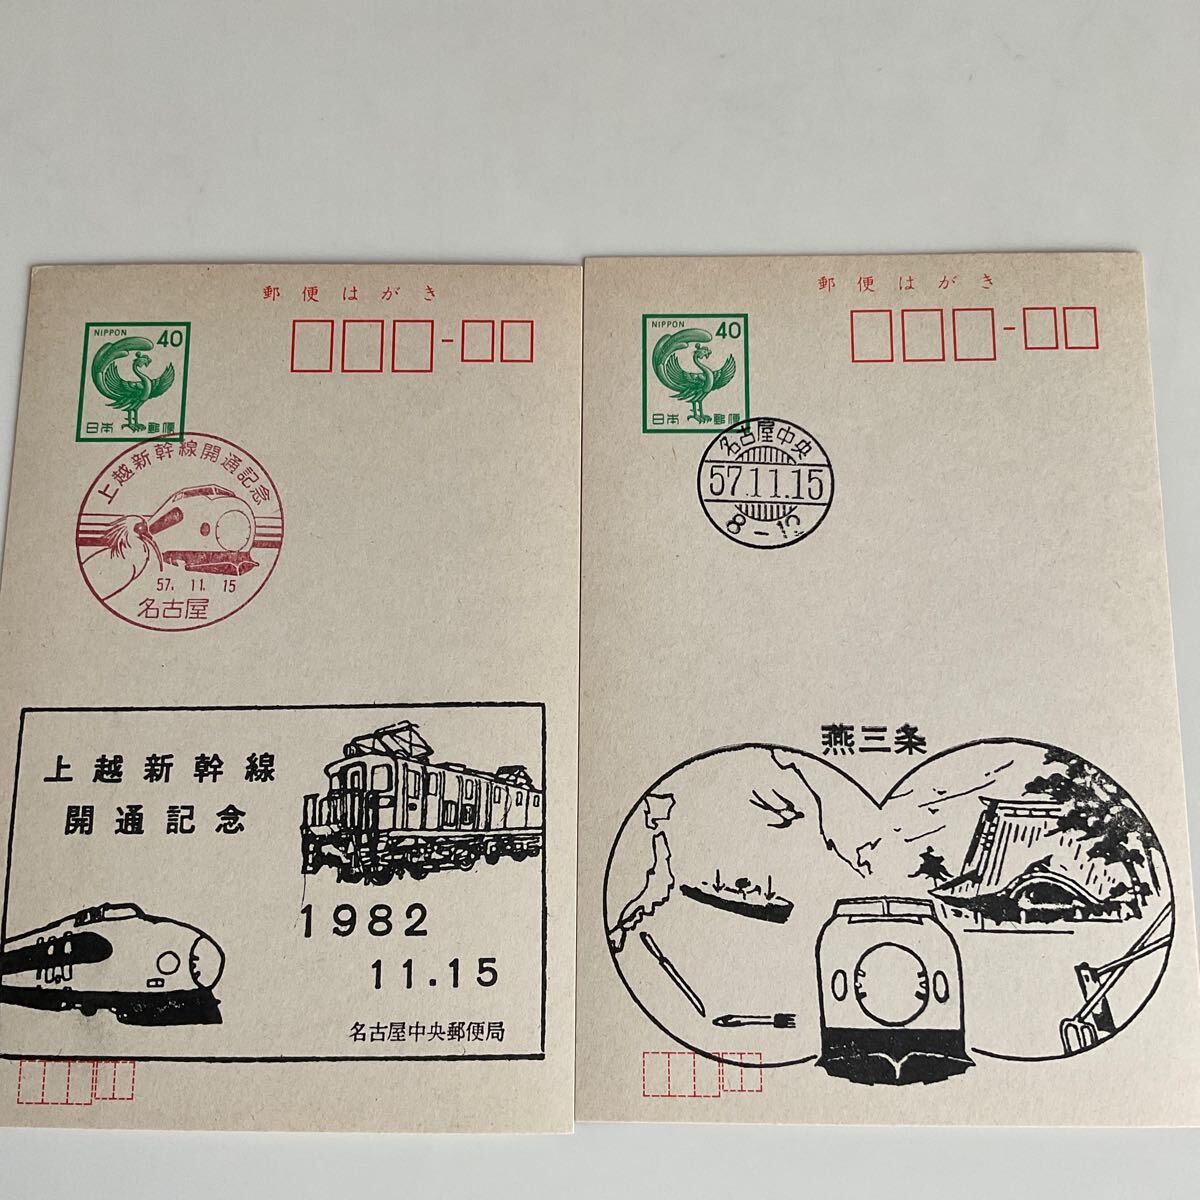 郵便はがき
NIPPON 40
日本郵便
上越新幹線開通記念
57. 11. 15
名古屋
上越新幹線
開通記念
1982
11.15
名古屋中央郵便局
郵便はがき
NIPPON 40
日本郵便
名古屋中央
57.11.15
燕三条